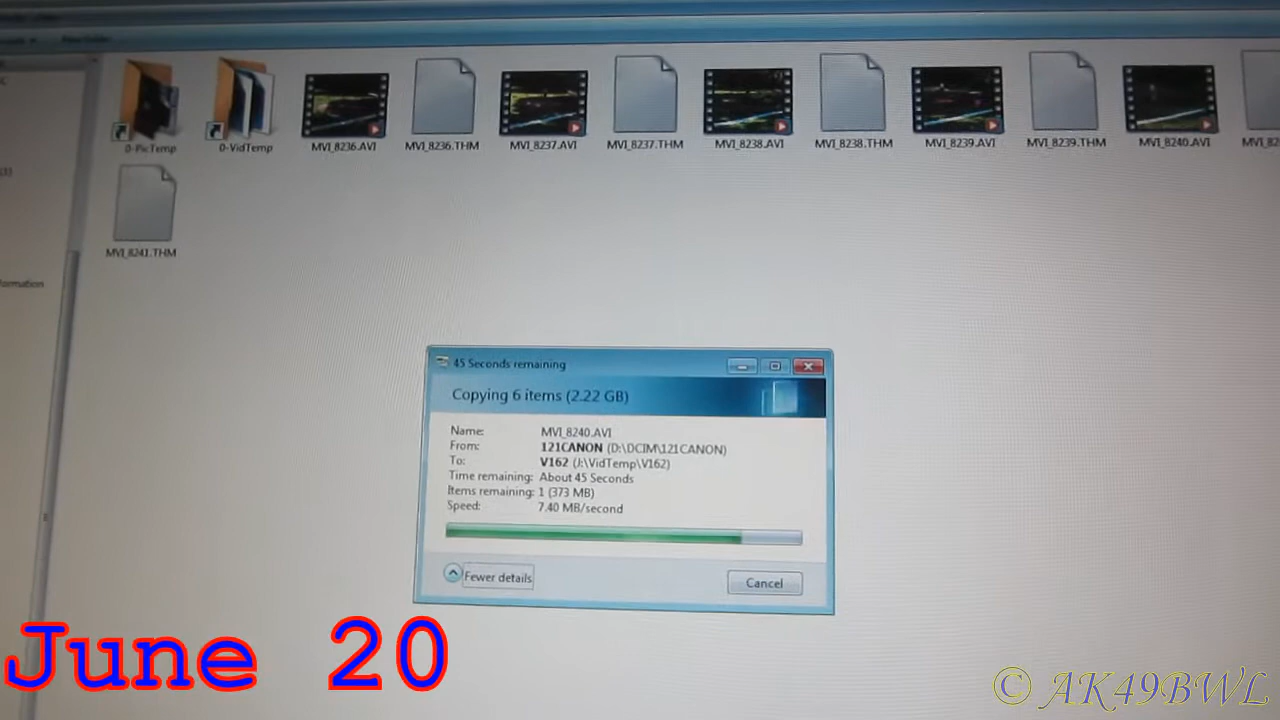 0-PicTemp
0-VidTemp
MVI_8236.AVI
MVI_8236.THM
MVI_8237.AVI
MVI_8237.THM
MVI_8238.AVI
MVI_8238.THM
MVI_8239.AVI
MVI_8239.THM
MVI_8240.AVI
MVI_82
MVI_8241.THM
45 Seconds remaining
Copying 6 items (2.22 GB)
Name: MVI_8240.AVI
From: 121CANON (D:\DCIM\121CANON)
To: V162 (J:\VidTemp\V162)
Time remaining: About 45 Seconds
Items remaining: 1 (373 MB)
Speed: 7.40 MB/second
Fewer details
Cancel
June 20
© AK49BWL